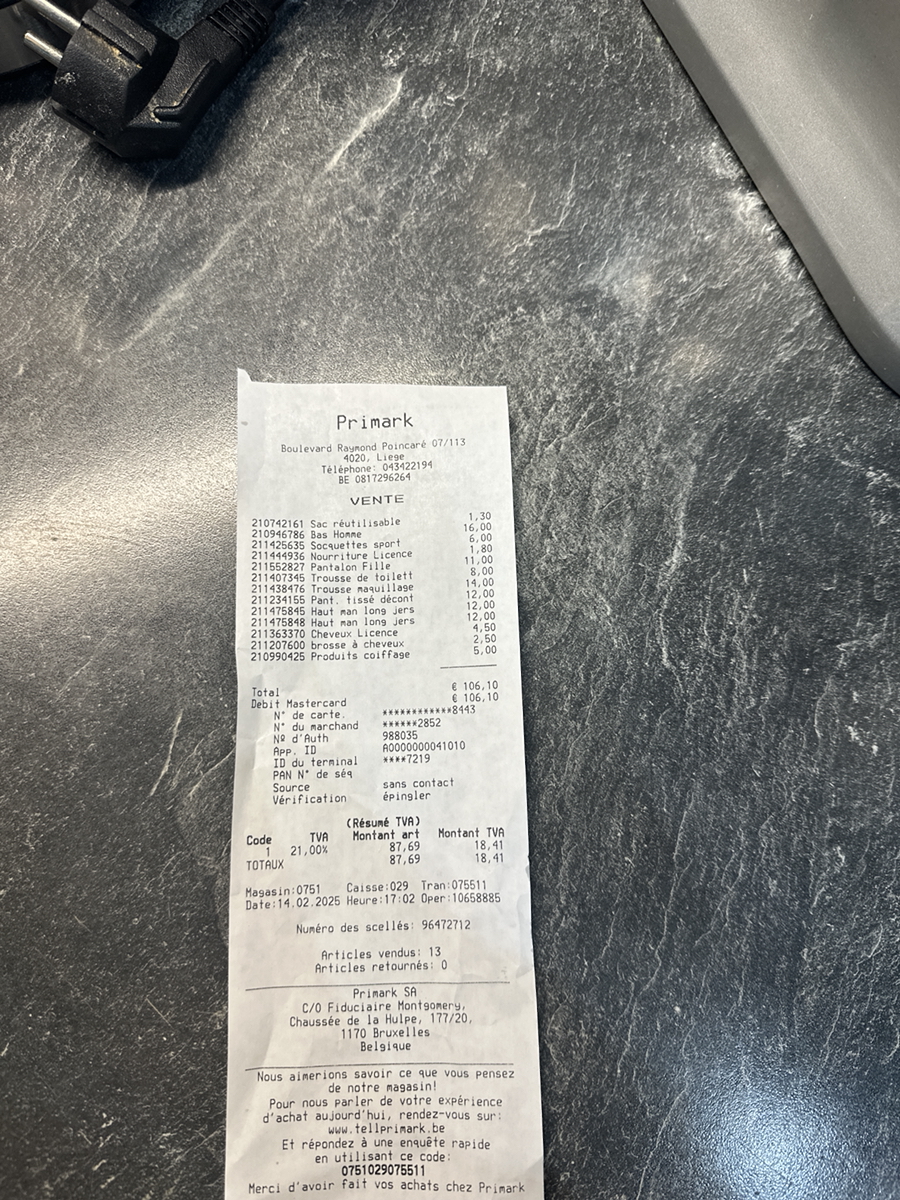 Primark
Boulevard Raymond Poincaré 07/113
4020, Liege
Téléphone: 043422194
BE 0817296264
VENTE
210742161 Sac réutilisable 1,30
210946786 Bas Homme 16,00
211425635 Socquettes sport 6,00
211444936 Nourriture Licence 1,80
211552827 Pantalon Fille 11,00
211407345 Trousse de toilett 8,00
211438476 Trousse maquillage 14,00
211234155 Pant. tissé décont 12,00
211475845 Haut man long jers 12,00
211475848 Haut man long jers 12,00
211363370 Cheveux Licence 4,50
211207600 brosse à cheveux 2,50
210990425 Produits coiffage 5,00
Total € 106,10
Debit Mastercard € 106,10
N° de carte. ************8443
N° du marchand ******2852
Nº d'Auth 988035
App. ID A0000000041010
ID du terminal ****7219
PAN N° de séq
Source sans contact
Vérification épingler
(Résumé TVA)
Code TVA Montant art Montant TVA
1 21,00% 87,69 18,41
TOTAUX 87,69 18,41
Magasin:0751 Caisse:029 Tran:075511
Date:14.02.2025 Heure:17:02 Oper:10658885
Numéro des scellés: 96472712
Articles vendus: 13
Articles retournés: 0
Primark SA
C/O Fiduciaire Montgomery,
Chaussée de la Hulpe, 177/20,
1170 Bruxelles
Belgique
Nous aimerions savoir ce que vous pensez
de notre magasin!
Pour nous parler de votre expérience
d'achat aujourd'hui, rendez-vous sur:
www.tellprimark.be
Et répondez à une enquête rapide
en utilisant ce code:
0751029075511
Merci d'avoir fait vos achats chez Primark